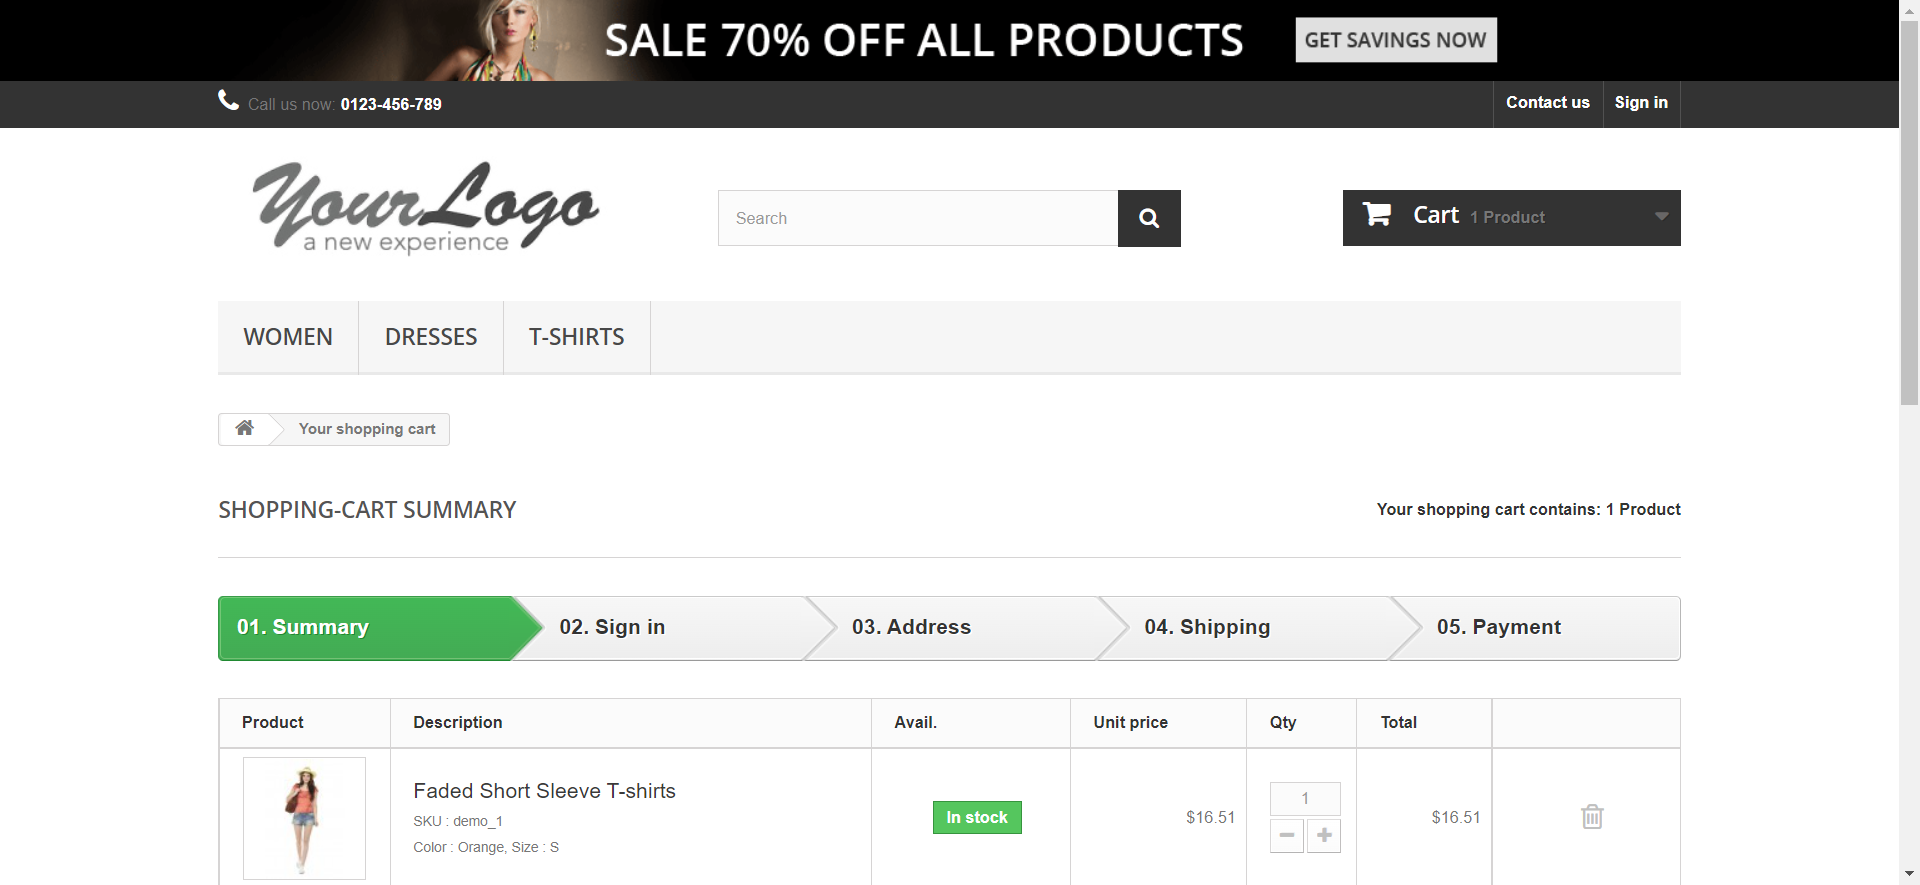 SALE 70% OFF ALL PRODUCTS GET SAVINGS NOW
Call us now: 0123-456-789 Contact us Sign in
YourLogo
a new experience
Search
Cart 1 Product
WOMEN DRESSES T-SHIRTS
Your shopping cart
SHOPPING-CART SUMMARY Your shopping cart contains: 1 Product
01. Summary 02. Sign in 03. Address 04. Shipping 05. Payment
Product Description Avail. Unit price Qty Total
Faded Short Sleeve T-shirts
SKU : demo_1
Color : Orange, Size : S
In stock $16.51 1 $16.51